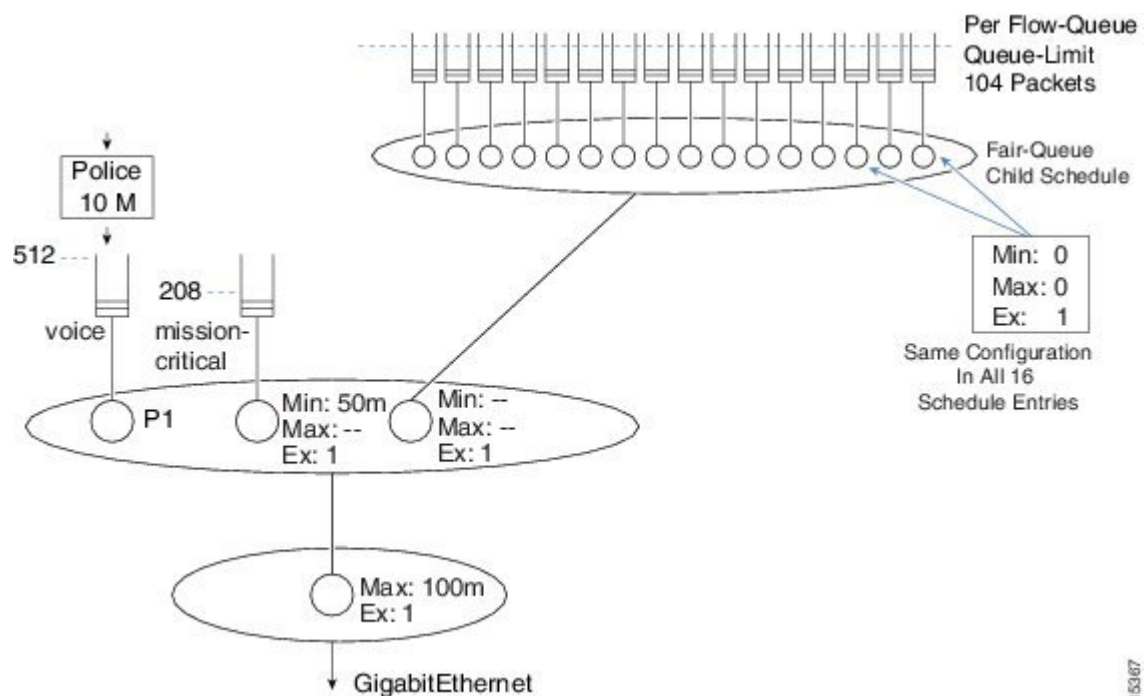 Per Flow-Queue
Queue-Limit
104 Packets
Fair-Queue
Child Schedule
Police
10 M
512
208
voice
mission-
critical
Min: 0
Max: 0
Ex: 1
Same Configuration
In All 16
Schedule Entries
P1
Min: 50m
Max: --
Ex: 1
Min: --
Max: --
Ex: 1
Max: 100m
Ex: 1
GigabitEthernet